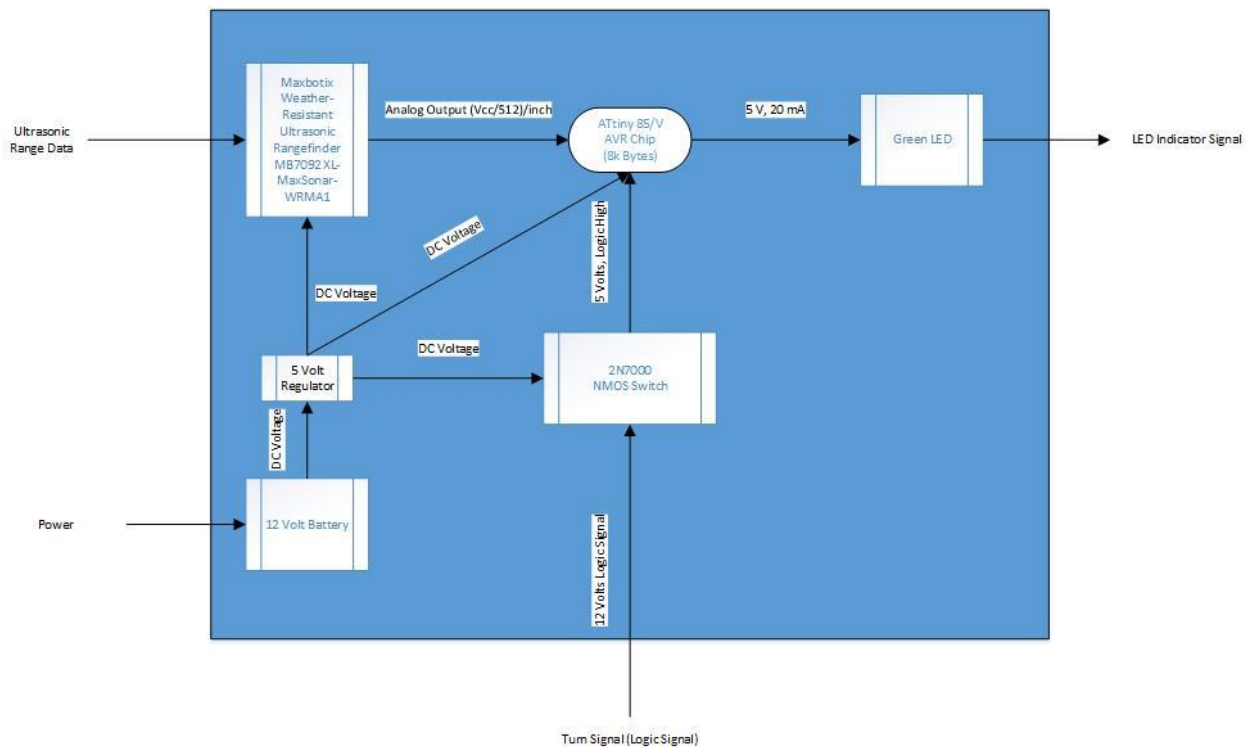 Maxbotix
Weather-
Resistant
Ultrasonic
Rangefinder
MB7092 XL-
MaxSonar-
WRMA1
Analog Output (Vcc/512)/inch
ATtiny 85/V
AVR Chip
(8k Bytes)
5 V, 20 mA
Green LED
Ultrasonic
Range Data
LED Indicator Signal
DC Voltage
DC Voltage
5 Volts, Logic High
5 Volt
Regulator
DC Voltage
2N7000
NMOS Switch
DC Voltage
Power
12 Volt Battery
12 Volts Logic Signal
Turn Signal (Logic Signal)